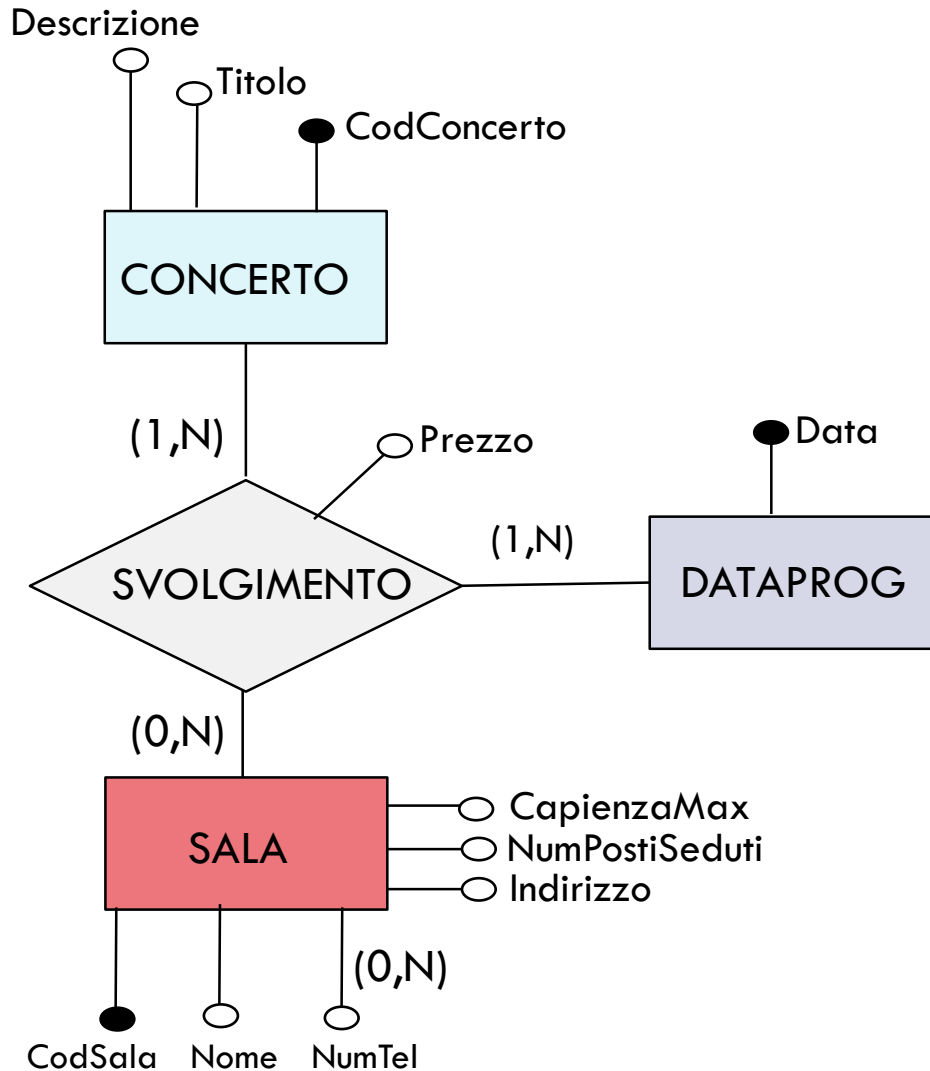 Descrizione
Titolo
CodConcerto
CONCERTO
(1,N)
Prezzo
Data
(1,N)
SVOLGIMENTO
DATAPROG
(0,N)
CapienzaMax
SALA
NumPostiSeduti
Indirizzo
(0,N)
CodSala Nome NumTel